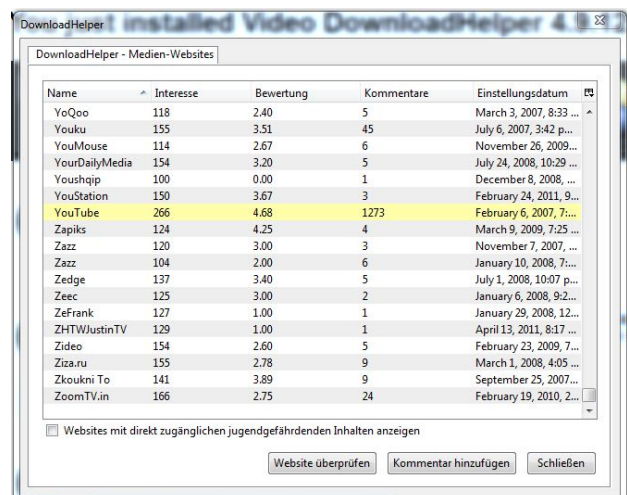 just installed Video DownloadHelper 4.9.
DownloadHelper
DownloadHelper - Medien-Websites
Name Interesse Bewertung Kommentare Einstellungsdatum
YoQoo 118 2.40 5 March 3, 2007, 8:33 ...
Youku 155 3.51 45 July 6, 2007, 3:42 p...
YouMouse 114 2.67 6 November 26, 2009...
YourDailyMedia 154 3.20 5 July 24, 2008, 10:29 ...
Youshqip 100 0.00 1 December 8, 2008, ...
YouStation 150 3.67 3 February 24, 2011, 9...
YouTube 266 4.68 1273 February 6, 2007, 7:...
Zapiks 124 4.25 4 March 9, 2009, 7:25 ...
Zazz 120 3.00 3 November 7, 2007, ...
Zazz 104 2.00 6 January 10, 2008, 7:...
Zedge 137 3.40 5 July 1, 2008, 10:07 p...
Zeec 125 3.00 2 January 6, 2008, 9:2...
ZeFrank 127 1.00 1 January 29, 2008, 12...
ZHTWJustinTV 129 1.00 1 April 13, 2011, 8:17 ...
Zideo 154 2.60 5 February 23, 2009, 7...
Ziza.ru 155 2.78 9 March 1, 2008, 4:05 ...
Zkoukni To 141 3.89 9 September 25, 2007...
ZoomTV.in 166 2.75 24 February 19, 2010, 2...
Websites mit direkt zugänglichen jugendgefährdenden Inhalten anzeigen
Website überprüfen Kommentar hinzufügen Schließen